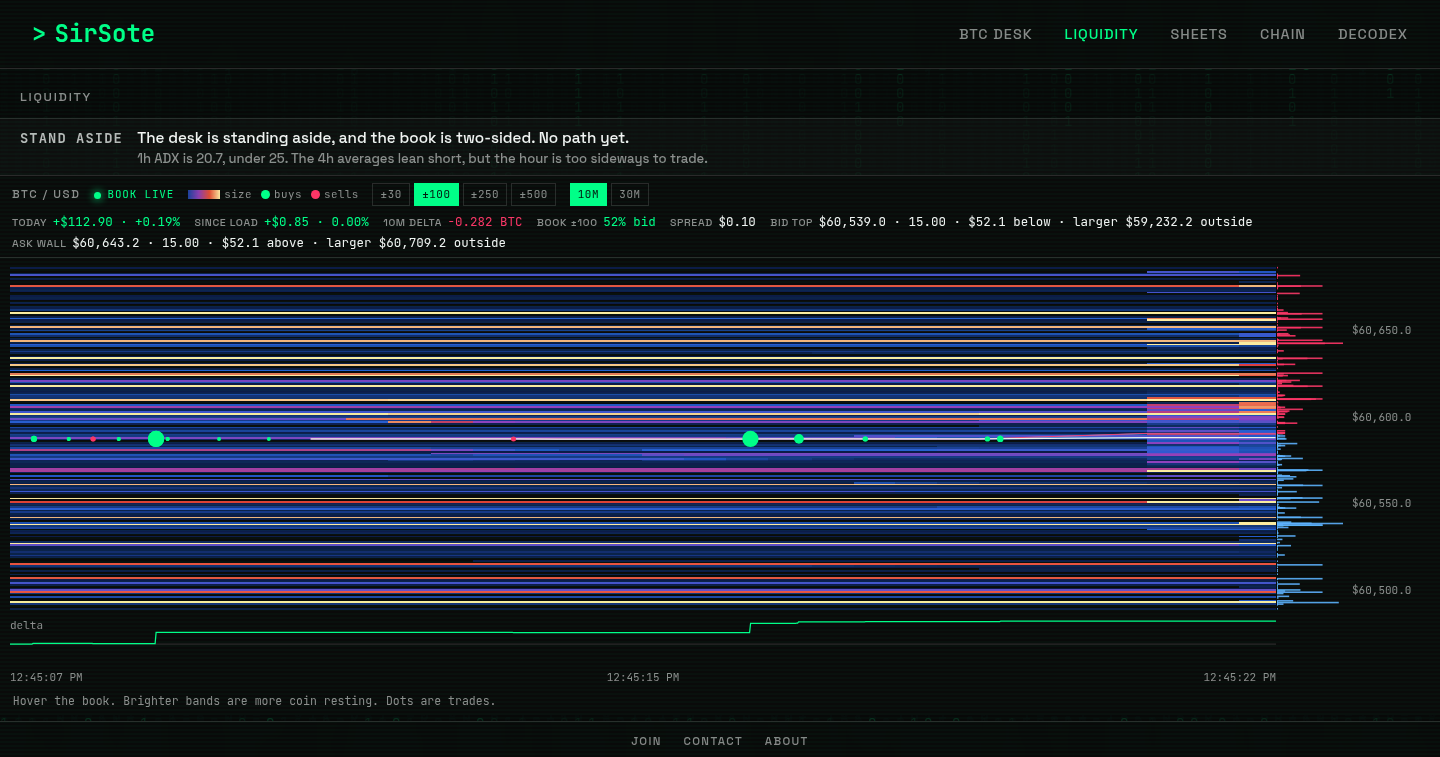 > SirSote
BTC DESK LIQUIDITY SHEETS CHAIN DECODEX
LIQUIDITY
STAND ASIDE The desk is standing aside, and the book is two-sided. No path yet.
1h ADX is 20.7, under 25. The 4h averages lean short, but the hour is too sideways to trade.
BTC / USD BOOK LIVE size buys sells ±30 ±100 ±250 ±500 10M 30M
TODAY +$112.90 · +0.19% SINCE LOAD +$0.85 · 0.00% 10M DELTA -0.282 BTC BOOK ±100 52% bid SPREAD $0.10 BID TOP $60,539.0 · 15.00 · $52.1 below · larger $59,232.2 outside
ASK WALL $60,643.2 · 15.00 · $52.1 above · larger $60,709.2 outside
$60,650.0
$60,600.0
$60,550.0
$60,500.0
delta
12:45:07 PM 12:45:15 PM 12:45:22 PM
Hover the book. Brighter bands are more coin resting. Dots are trades.
JOIN CONTACT ABOUT